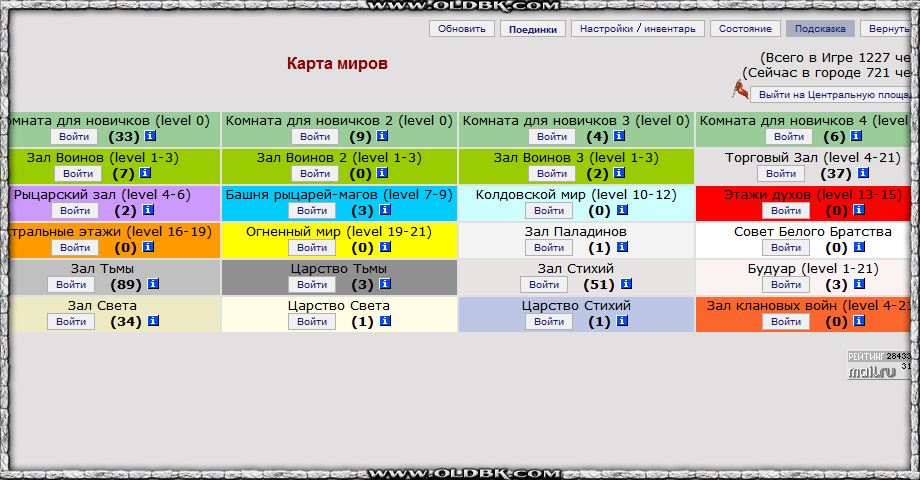 WWW.OLDBK.COM
Обновить Поединки Настройки / инвентарь Состояние Подсказка Вернуть
Карта миров
(Всего в Игре 1227 че
(Сейчас в городе 721 че
Выйти на Центральную площа
омната для новичков (level 0) Комната для новичков 2 (level 0) Комната для новичков 3 (level 0) Комната для новичков 4 (level
Войти (33) i Войти (9) i Войти (4) i Войти (6) i
Зал Воинов (level 1-3) Зал Воинов 2 (level 1-3) Зал Воинов 3 (level 1-3) Торговый Зал (level 4-21)
Войти (7) i Войти (0) i Войти (2) i Войти (37) i
Рыцарский зал (level 4-6) Башня рыцарей-магов (level 7-9) Колдовской мир (level 10-12) Этажи духов (level 13-15)
Войти (2) i Войти (3) i Войти (0) i Войти (0) i
тральные этажи (level 16-19) Огненный мир (level 19-21) Зал Паладинов Совет Белого Братства
Войти (0) i Войти (0) i Войти (1) i Войти (0) i
Зал Тьмы Царство Тьмы Зал Стихий Будуар (level 1-21)
Войти (89) i Войти (3) i Войти (51) i Войти (3) i
Зал Света Царство Света Царство Стихий Зал клановых войн (level 4-21
Войти (34) i Войти (1) i Войти (1) i Войти (0) i
РЕЙТИНГ 28433
mail.ru 31
WWW.OLDBK.COM